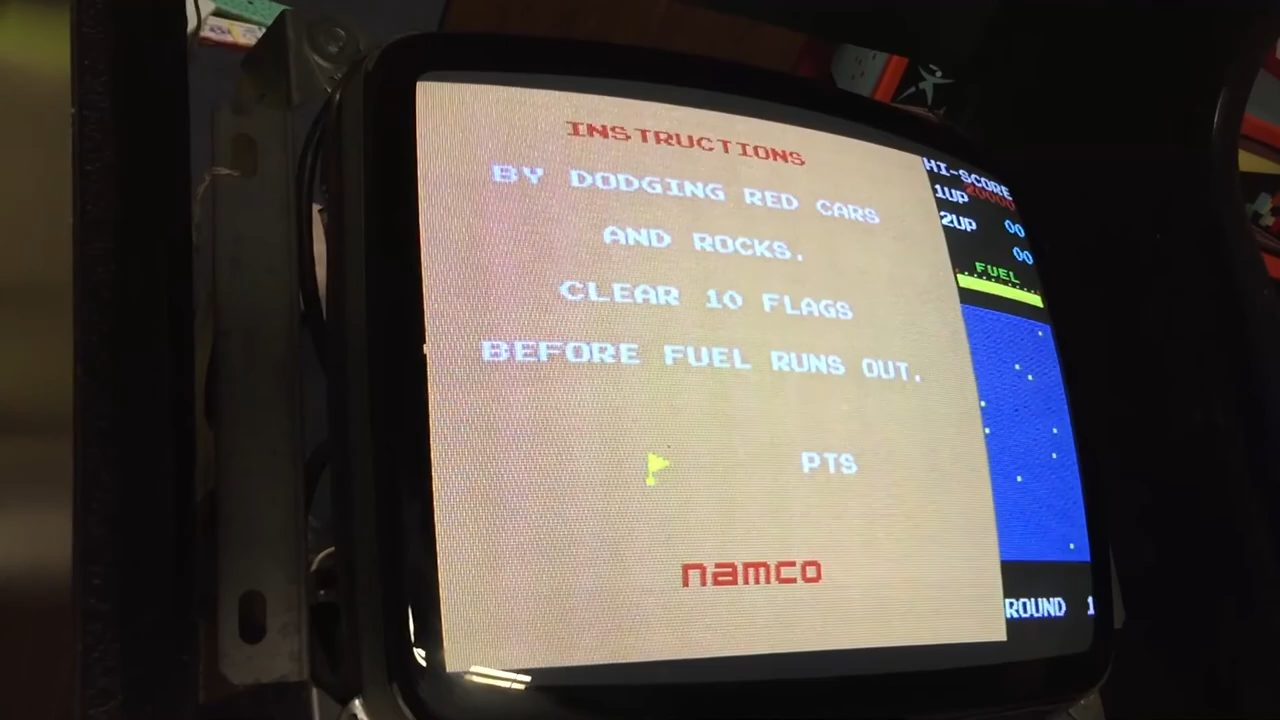 INSTRUCTIONS
BY DODGING RED CARS
AND ROCKS.
CLEAR 10 FLAGS
BEFORE FUEL RUNS OUT.
PTS
namco
HI-SCORE
20000
1UP
00
2UP
00
FUEL
ROUND 1